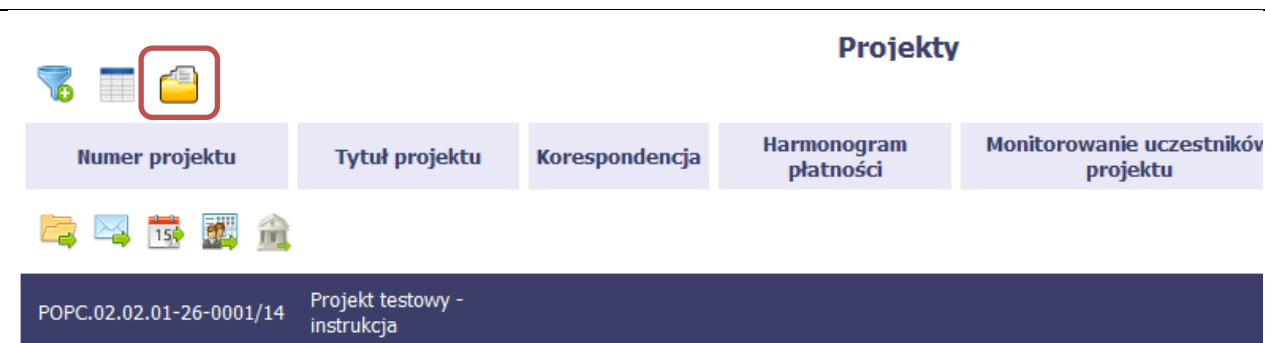 Projekty
Numer projektu
Tytuł projektu
Korespondencja
Harmonogram
płatności
Monitorowanie uczestników
projektu
15
POPC.02.02.01-26-0001/14
Projekt testowy -
instrukcja